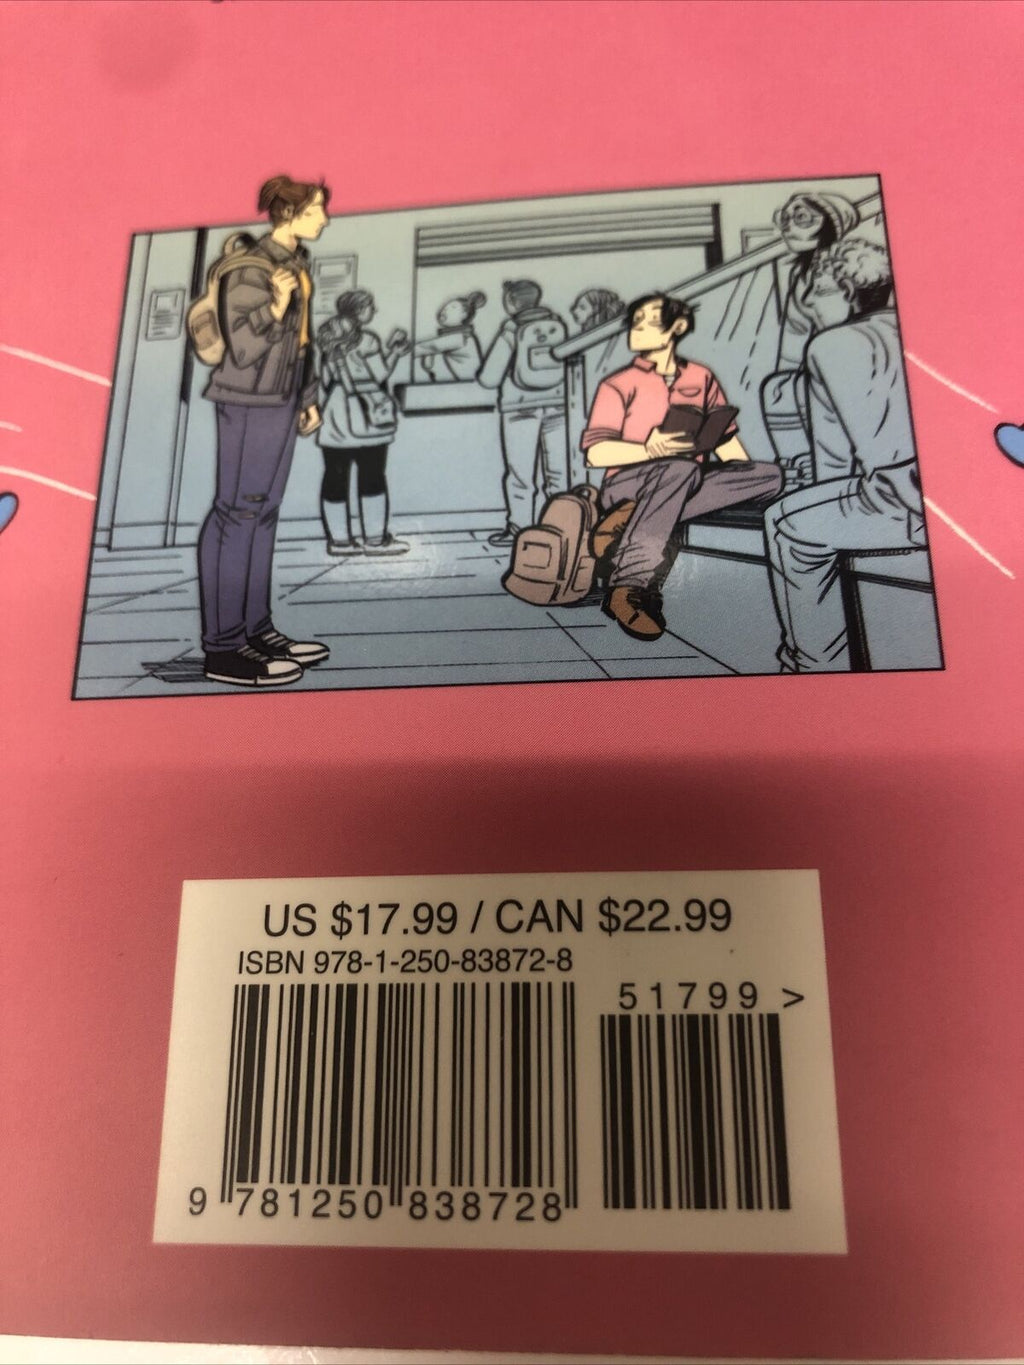 US $17.99 / CAN $22.99
ISBN 978-1-250-83872-8
51799 >
9 781250 838728